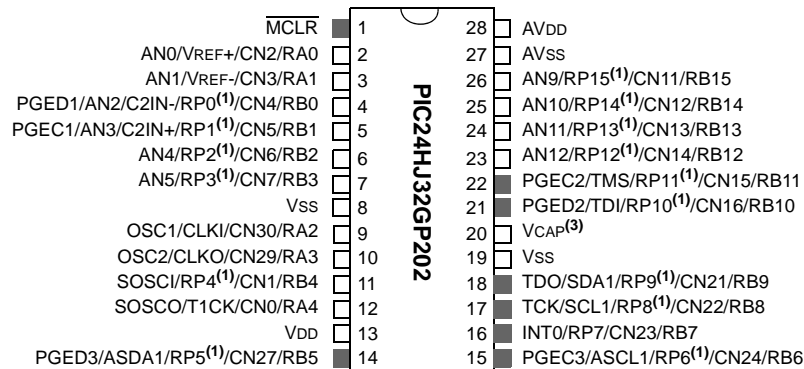 MCLR 1 28 AVDD
AN0/VREF+/CN2/RA0 2 27 AVSS
AN1/VREF-/CN3/RA1 3 26 AN9/RP15(1)/CN11/RB15
PGED1/AN2/C2IN-/RP0(1)/CN4/RB0 4 25 AN10/RP14(1)/CN12/RB14
PGEC1/AN3/C2IN+/RP1(1)/CN5/RB1 5 24 AN11/RP13(1)/CN13/RB13
AN4/RP2(1)/CN6/RB2 6 23 AN12/RP12(1)/CN14/RB12
AN5/RP3(1)/CN7/RB3 7 22 PGEC2/TMS/RP11(1)/CN15/RB11
VSS 8 21 PGED2/TDI/RP10(1)/CN16/RB10
OSC1/CLKI/CN30/RA2 9 20 VCAP(3)
OSC2/CLKO/CN29/RA3 10 19 VSS
SOSCI/RP4(1)/CN1/RB4 11 18 TDO/SDA1/RP9(1)/CN21/RB9
SOSCO/T1CK/CN0/RA4 12 17 TCK/SCL1/RP8(1)/CN22/RB8
VDD 13 16 INT0/RP7/CN23/RB7
PGED3/ASDA1/RP5(1)/CN27/RB5 14 15 PGEC3/ASCL1/RP6(1)/CN24/RB6
PIC24HJ32GP202